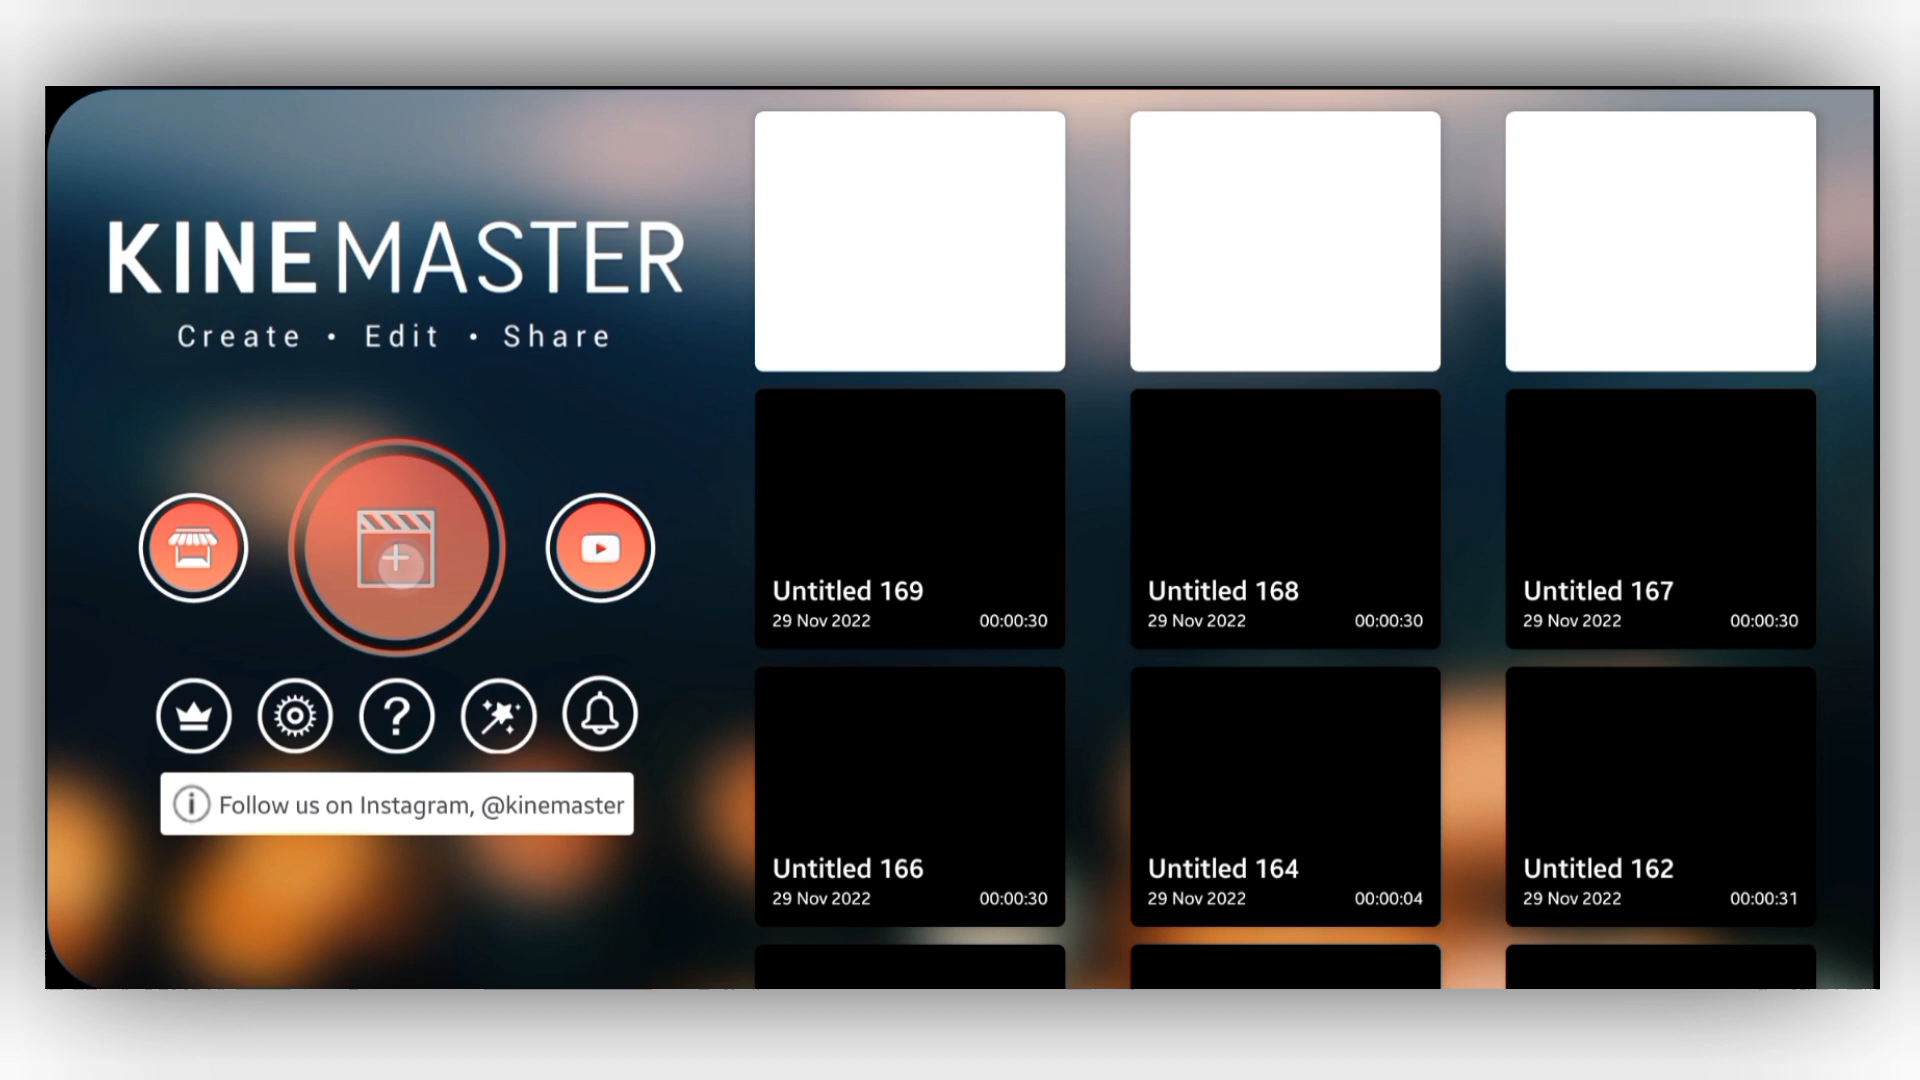 KINEMASTER
Create • Edit • Share
Follow us on Instagram, @kinemaster
Untitled 169
29 Nov 2022 00:00:30
Untitled 168
29 Nov 2022 00:00:30
Untitled 167
29 Nov 2022 00:00:30
Untitled 166
29 Nov 2022 00:00:30
Untitled 164
29 Nov 2022 00:00:04
Untitled 162
29 Nov 2022 00:00:31